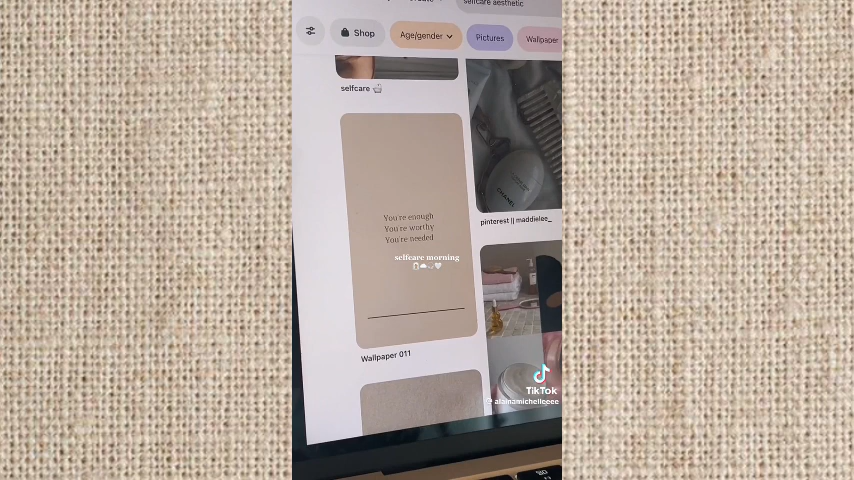 selfcare aesthetic
Shop
Age/gender
Pictures
Wallpaper
selfcare
You're enough
You're worthy
You're needed
selfcare morning
Wallpaper 011
CHANEL
pinterest || maddielee_
TikTok
alainamichelleeee